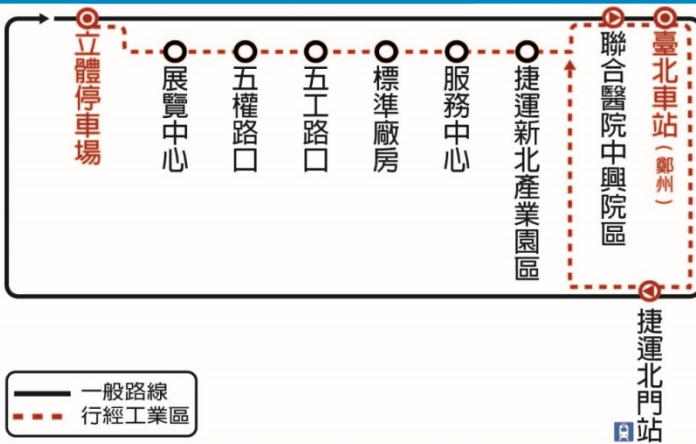 立體停車場
展覽中心
五權路口
五工路口
標準廠房
服務中心
捷運新北產業園區
聯合醫院中興院區
臺北車站(鄭州)
捷運北門站
一般路線
行經工業區